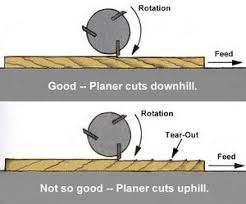 Rotation
Feed
Good -- Planer cuts downhill.
Rotation
Tear-Out
Feed
Not so good -- Planer cuts uphill.